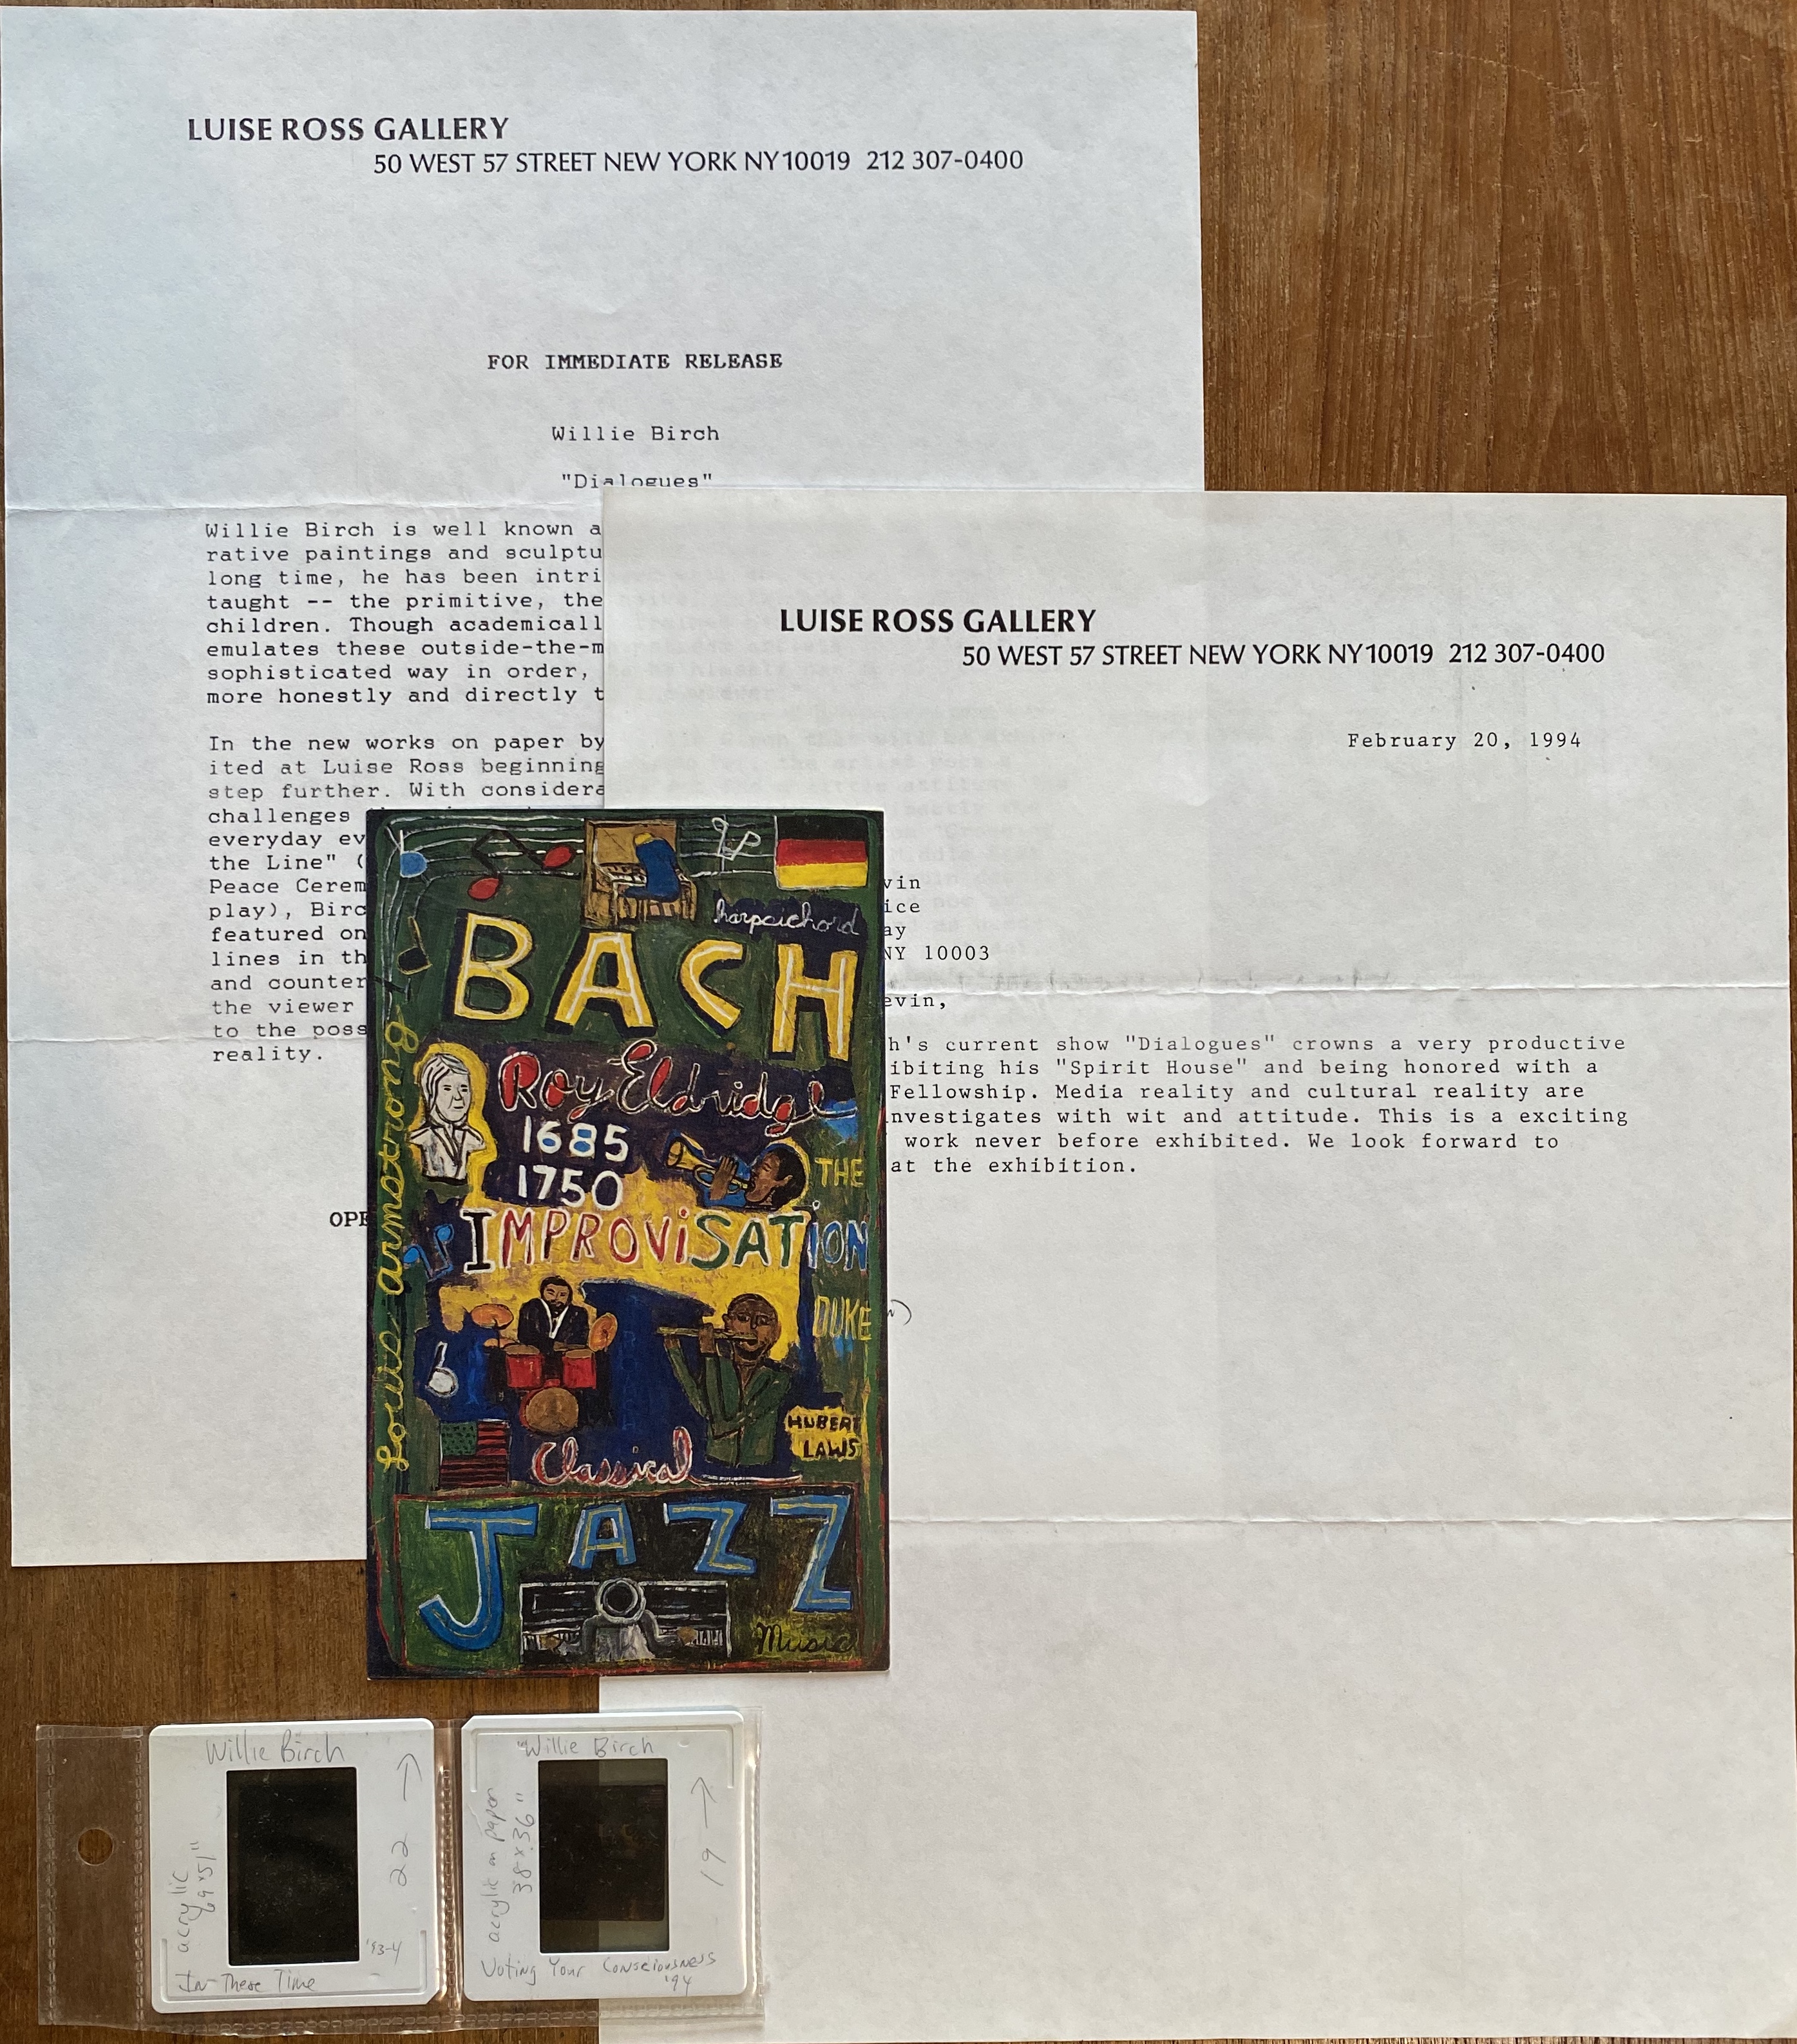 LUISE ROSS GALLERY
50 WEST 57 STREET NEW YORK NY 10019 212 307-0400
FOR IMMEDIATE RELEASE
Willie Birch
"Dialogues"
Willie Birch is well known a
rative paintings and sculptu
long time, he has been intri
taught -- the primitive, the
children. Though academicall
emulates these outside-the-m
sophisticated way in order,
more honestly and directly t
In the new works on paper by
ited at Luise Ross beginning
step further. With considera
challenges
everyday ev
the Line" (
Peace Cerem
play), Birc
featured on
lines in th
and counter
the viewer
to the poss
reality.
OPE
LUISE ROSS GALLERY
50 WEST 57 STREET NEW YORK NY 10019 212 307-0400
February 20, 1994
vin
ice
ay
NY 10003
evin,
h's current show "Dialogues" crowns a very productive
ibiting his "Spirit House" and being honored with a
Fellowship. Media reality and cultural reality are
nvestigates with wit and attitude. This is a exciting
work never before exhibited. We look forward to
at the exhibition.
harpsichord
BACH
Roy Eldridge
1685
1750
THE
IMPROViSATiON
DUKE
Louis armstrong
HUBERT
LAWS
Classical
JAZZ
Music
Willie Birch
22 →
acrylic
69 x 51"
'93-4
In These Time
Willie Birch
19 →
acrylic on paper
38 x 36"
Voting Your Consciousness
'94